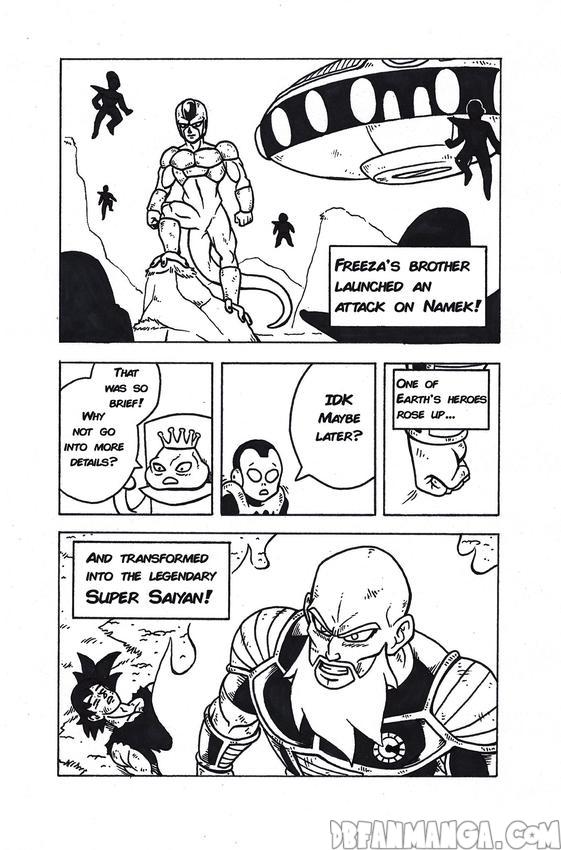 FREEZA'S BROTHER
LAUNCHED AN
ATTACK ON NAMEK!
THAT
WAS SO
BRIEF!
WHY
NOT GO
INTO MORE
DETAILS?
IDK
MAYBE
LATER?
ONE OF
EARTH'S HEROES
ROSE UP...
AND TRANSFORMED
INTO THE LEGENDARY
SUPER SAIYAN!
DBFANMANGA.COM